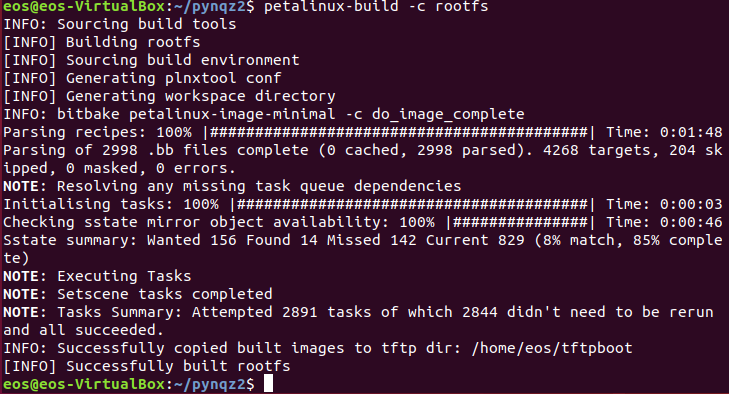 eos@eos-VirtualBox:~/pynqz2$ petalinux-build -c rootfs
INFO: Sourcing build tools
[INFO] Building rootfs
[INFO] Sourcing build environment
[INFO] Generating plnxtool conf
[INFO] Generating workspace directory
INFO: bitbake petalinux-image-minimal -c do_image_complete
Parsing recipes: 100% |##########################################| Time: 0:01:48
Parsing of 2998 .bb files complete (0 cached, 2998 parsed). 4268 targets, 204 sk
ipped, 0 masked, 0 errors.
NOTE: Resolving any missing task queue dependencies
Initialising tasks: 100% |#######################################| Time: 0:00:03
Checking sstate mirror object availability: 100% |###############| Time: 0:00:46
Sstate summary: Wanted 156 Found 14 Missed 142 Current 829 (8% match, 85% comple
te)
NOTE: Executing Tasks
NOTE: Setscene tasks completed
NOTE: Tasks Summary: Attempted 2891 tasks of which 2844 didn't need to be rerun
and all succeeded.
INFO: Successfully copied built images to tftp dir: /home/eos/tftpboot
[INFO] Successfully built rootfs
eos@eos-VirtualBox:~/pynqz2$